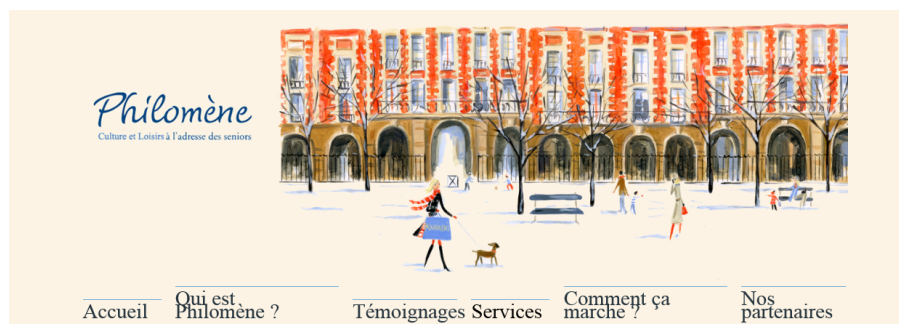 Philomène
Culture et Loisirs à l'adresse des seniors
Accueil
Qui est
Philomène ?
Témoignages
Services
Comment ça
marche ?
Nos
partenaires